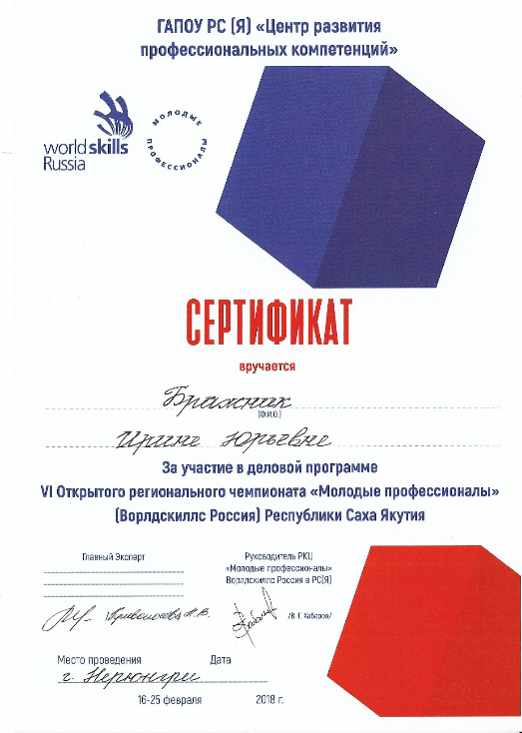 ГАПОУ РС (Я) «Центр развития
профессиональных компетенций»
МОЛОДЫЕ
ПРОФЕССИОНАЛЫ
worldskills
Russia
СЕРТИФИКАТ
вручается
Бражник
(Ф.И.О.)
Ирине Юрьевне
За участие в деловой программе
VI Открытого регионального чемпионата «Молодые профессионалы»
(Ворлдскиллс Россия) Республики Саха Якутия
Главный Эксперт
Руководитель РКЦ
«Молодые профессионалы»
Ворлдскиллс Россия в РС(Я)
/В. Г. Хабаров/
Место проведения Дата
г. Нерюнгри
16-25 февраля 2018 г.